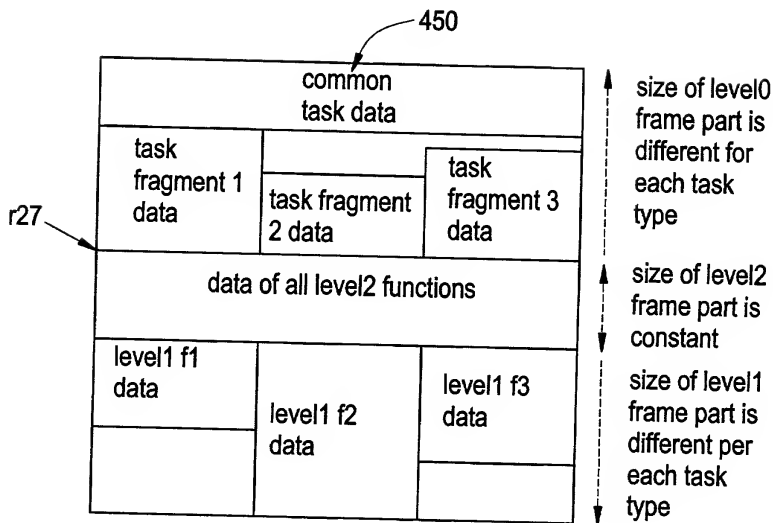 450
common
task data
task
fragment 1
data
task fragment
2 data
task
fragment 3
data
size of level0
frame part is
different for
each task
type
r27
data of all level2 functions
size of level2
frame part is
constant
level1 f1
data
level1 f2
data
level1 f3
data
size of level1
frame part is
different per
each task
type